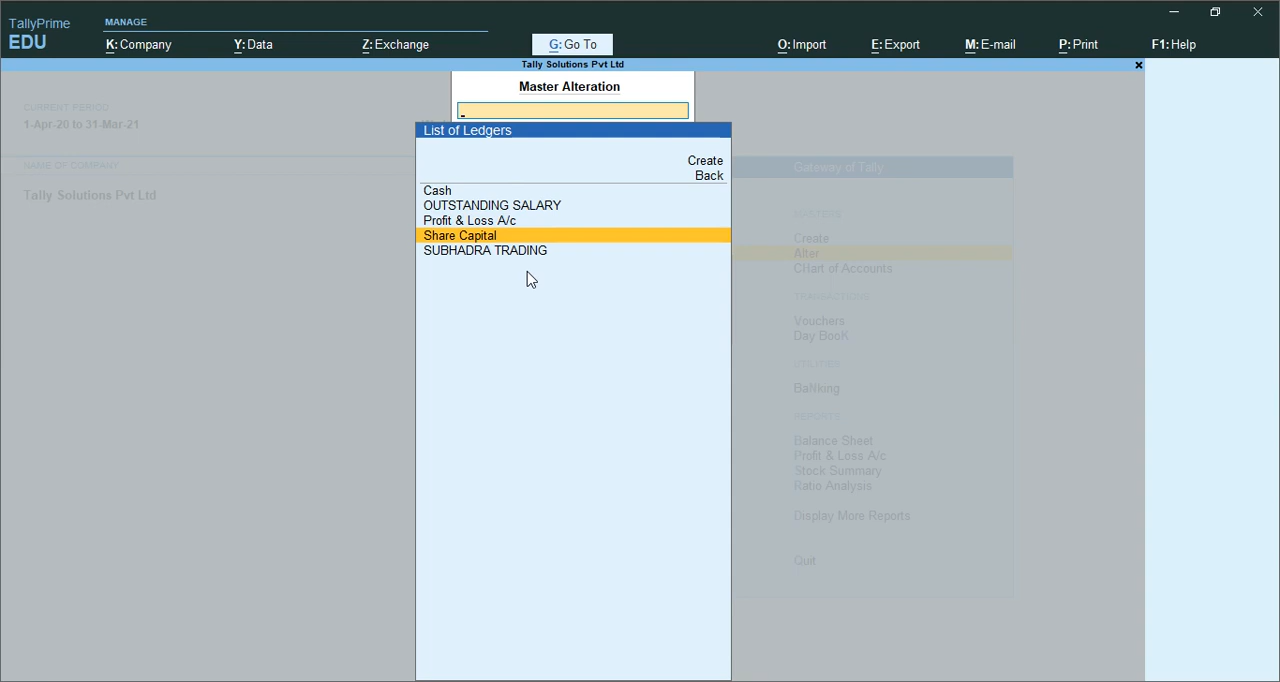 TallyPrime
EDU
MANAGE
K: Company
Y: Data
Z: Exchange
G: Go To
O: Import
E: Export
M: E-mail
P: Print
F1: Help
Tally Solutions Pvt Ltd
CURRENT PERIOD
1-Apr-20 to 31-Mar-21
NAME OF COMPANY
Tally Solutions Pvt Ltd
Master Alteration
List of Ledgers
Create
Back
Cash
OUTSTANDING SALARY
Profit & Loss A/c
Share Capital
SUBHADRA TRADING
Gateway of Tally
MASTERS
Create
Alter
CHart of Accounts
TRANSACTIONS
Vouchers
Day BooK
UTILITIES
BaNking
REPORTS
Balance Sheet
Profit & Loss A/c
Stock Summary
Ratio Analysis
Display More Reports
Quit